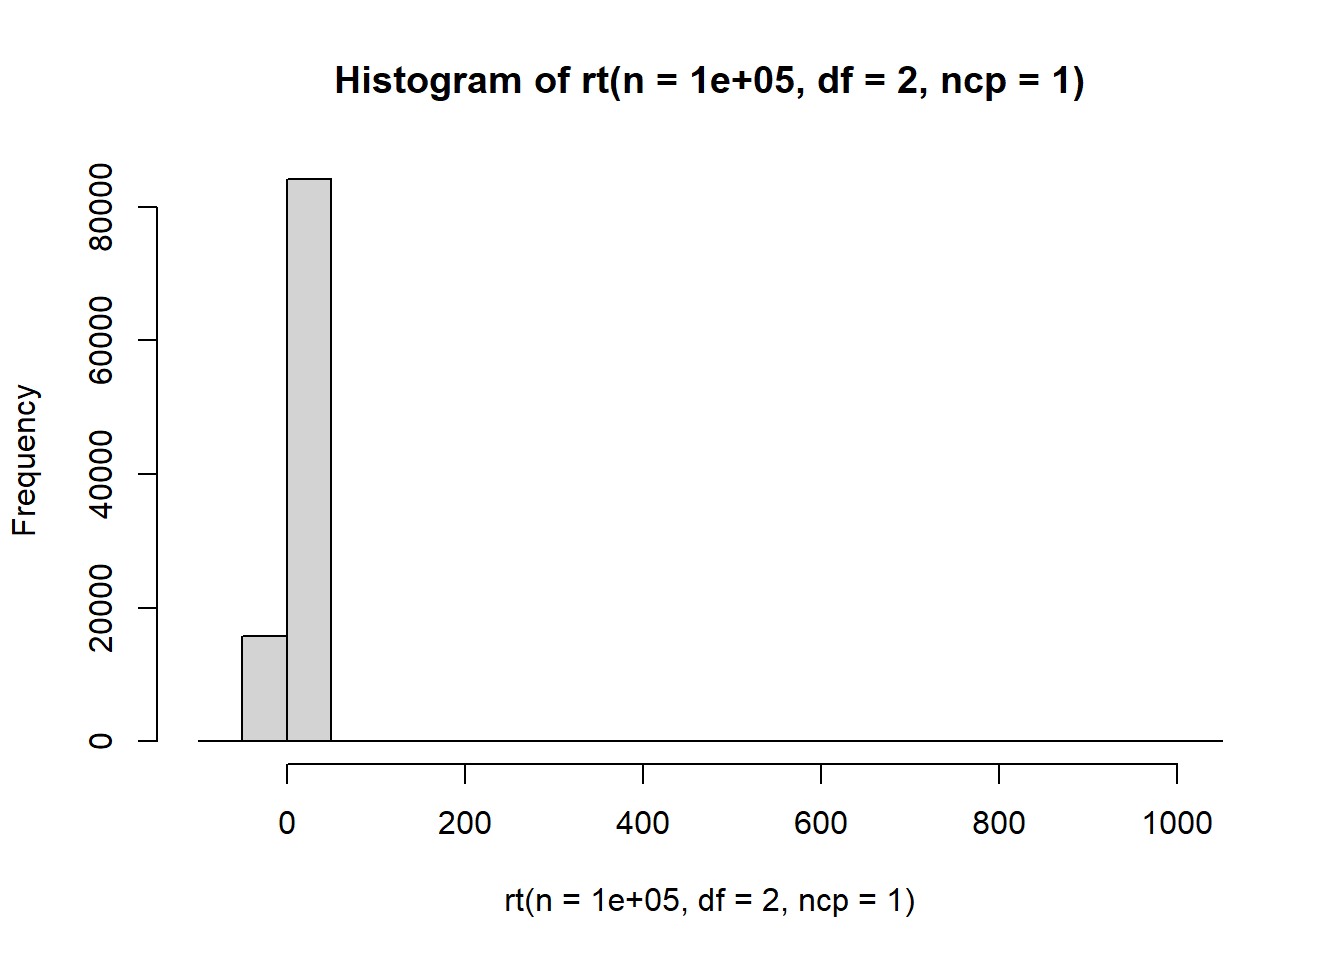 Histogram of rt(n = 1e+05, df = 2, ncp = 1)
Frequency
80000
60000
40000
20000
0
0 200 400 600 800 1000
rt(n = 1e+05, df = 2, ncp = 1)